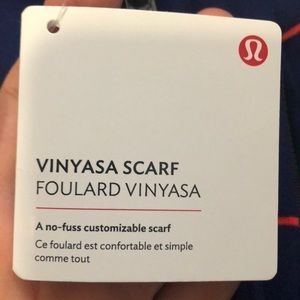 VINYASA SCARF
FOULARD VINYASA
A no-fuss customizable scarf
Ce foulard est confortable et simple
comme tout